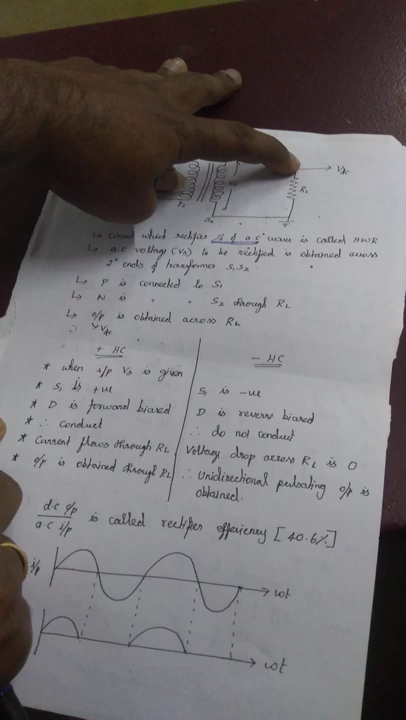 Vdc
RL
S2
↳ Circuit which rectifies ½ of a.c wave is called HWR
↳ a.c voltage (Vs) to be rectified is obtained across
2° ends of transformer S1 S2
↳ P is connected to S1
↳ N is " " S2 through RL
↳ o/p is obtained across RL
↳ Vdc
+ HC
* when i/p Vs is given
* S1 is +ve
* D is forward biased
* ∴ conduct
* Current flows through RL
* o/p is obtained through RL
- HC
S1 is -ve
D is reverse biased
∴ do not conduct
Voltage drop across RL is 0
∴ Unidirectional pulsating o/p is
obtained.
d.c o/p / a.c i/p is called rectifier efficiency [40.6%]
i/p
ωt
ωt